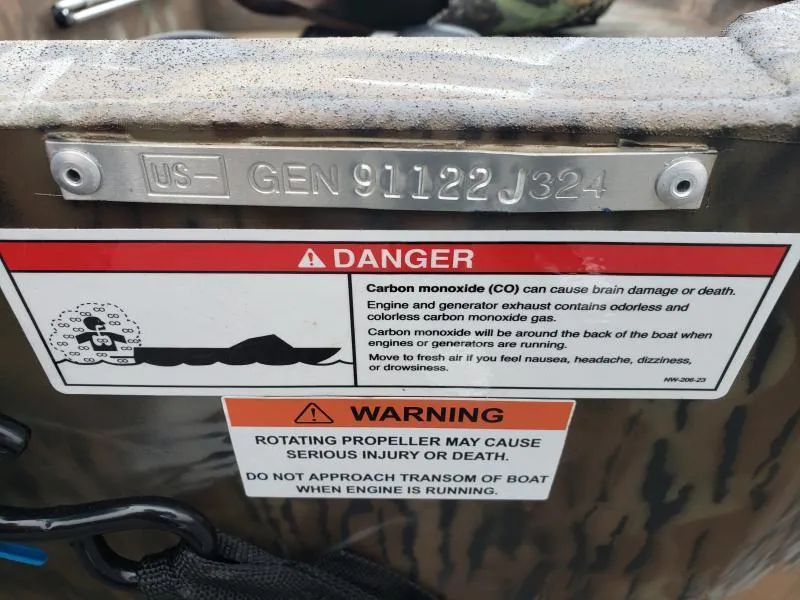 US- GEN 91122J324
DANGER
Carbon monoxide (CO) can cause brain damage or death.
Engine and generator exhaust contains odorless and
colorless carbon monoxide gas.
Carbon monoxide will be around the back of the boat when
engines or generators are running.
Move to fresh air if you feel nausea, headache, dizziness,
or drowsiness.
NW-206-23
WARNING
ROTATING PROPELLER MAY CAUSE
SERIOUS INJURY OR DEATH.
DO NOT APPROACH TRANSOM OF BOAT
WHEN ENGINE IS RUNNING.